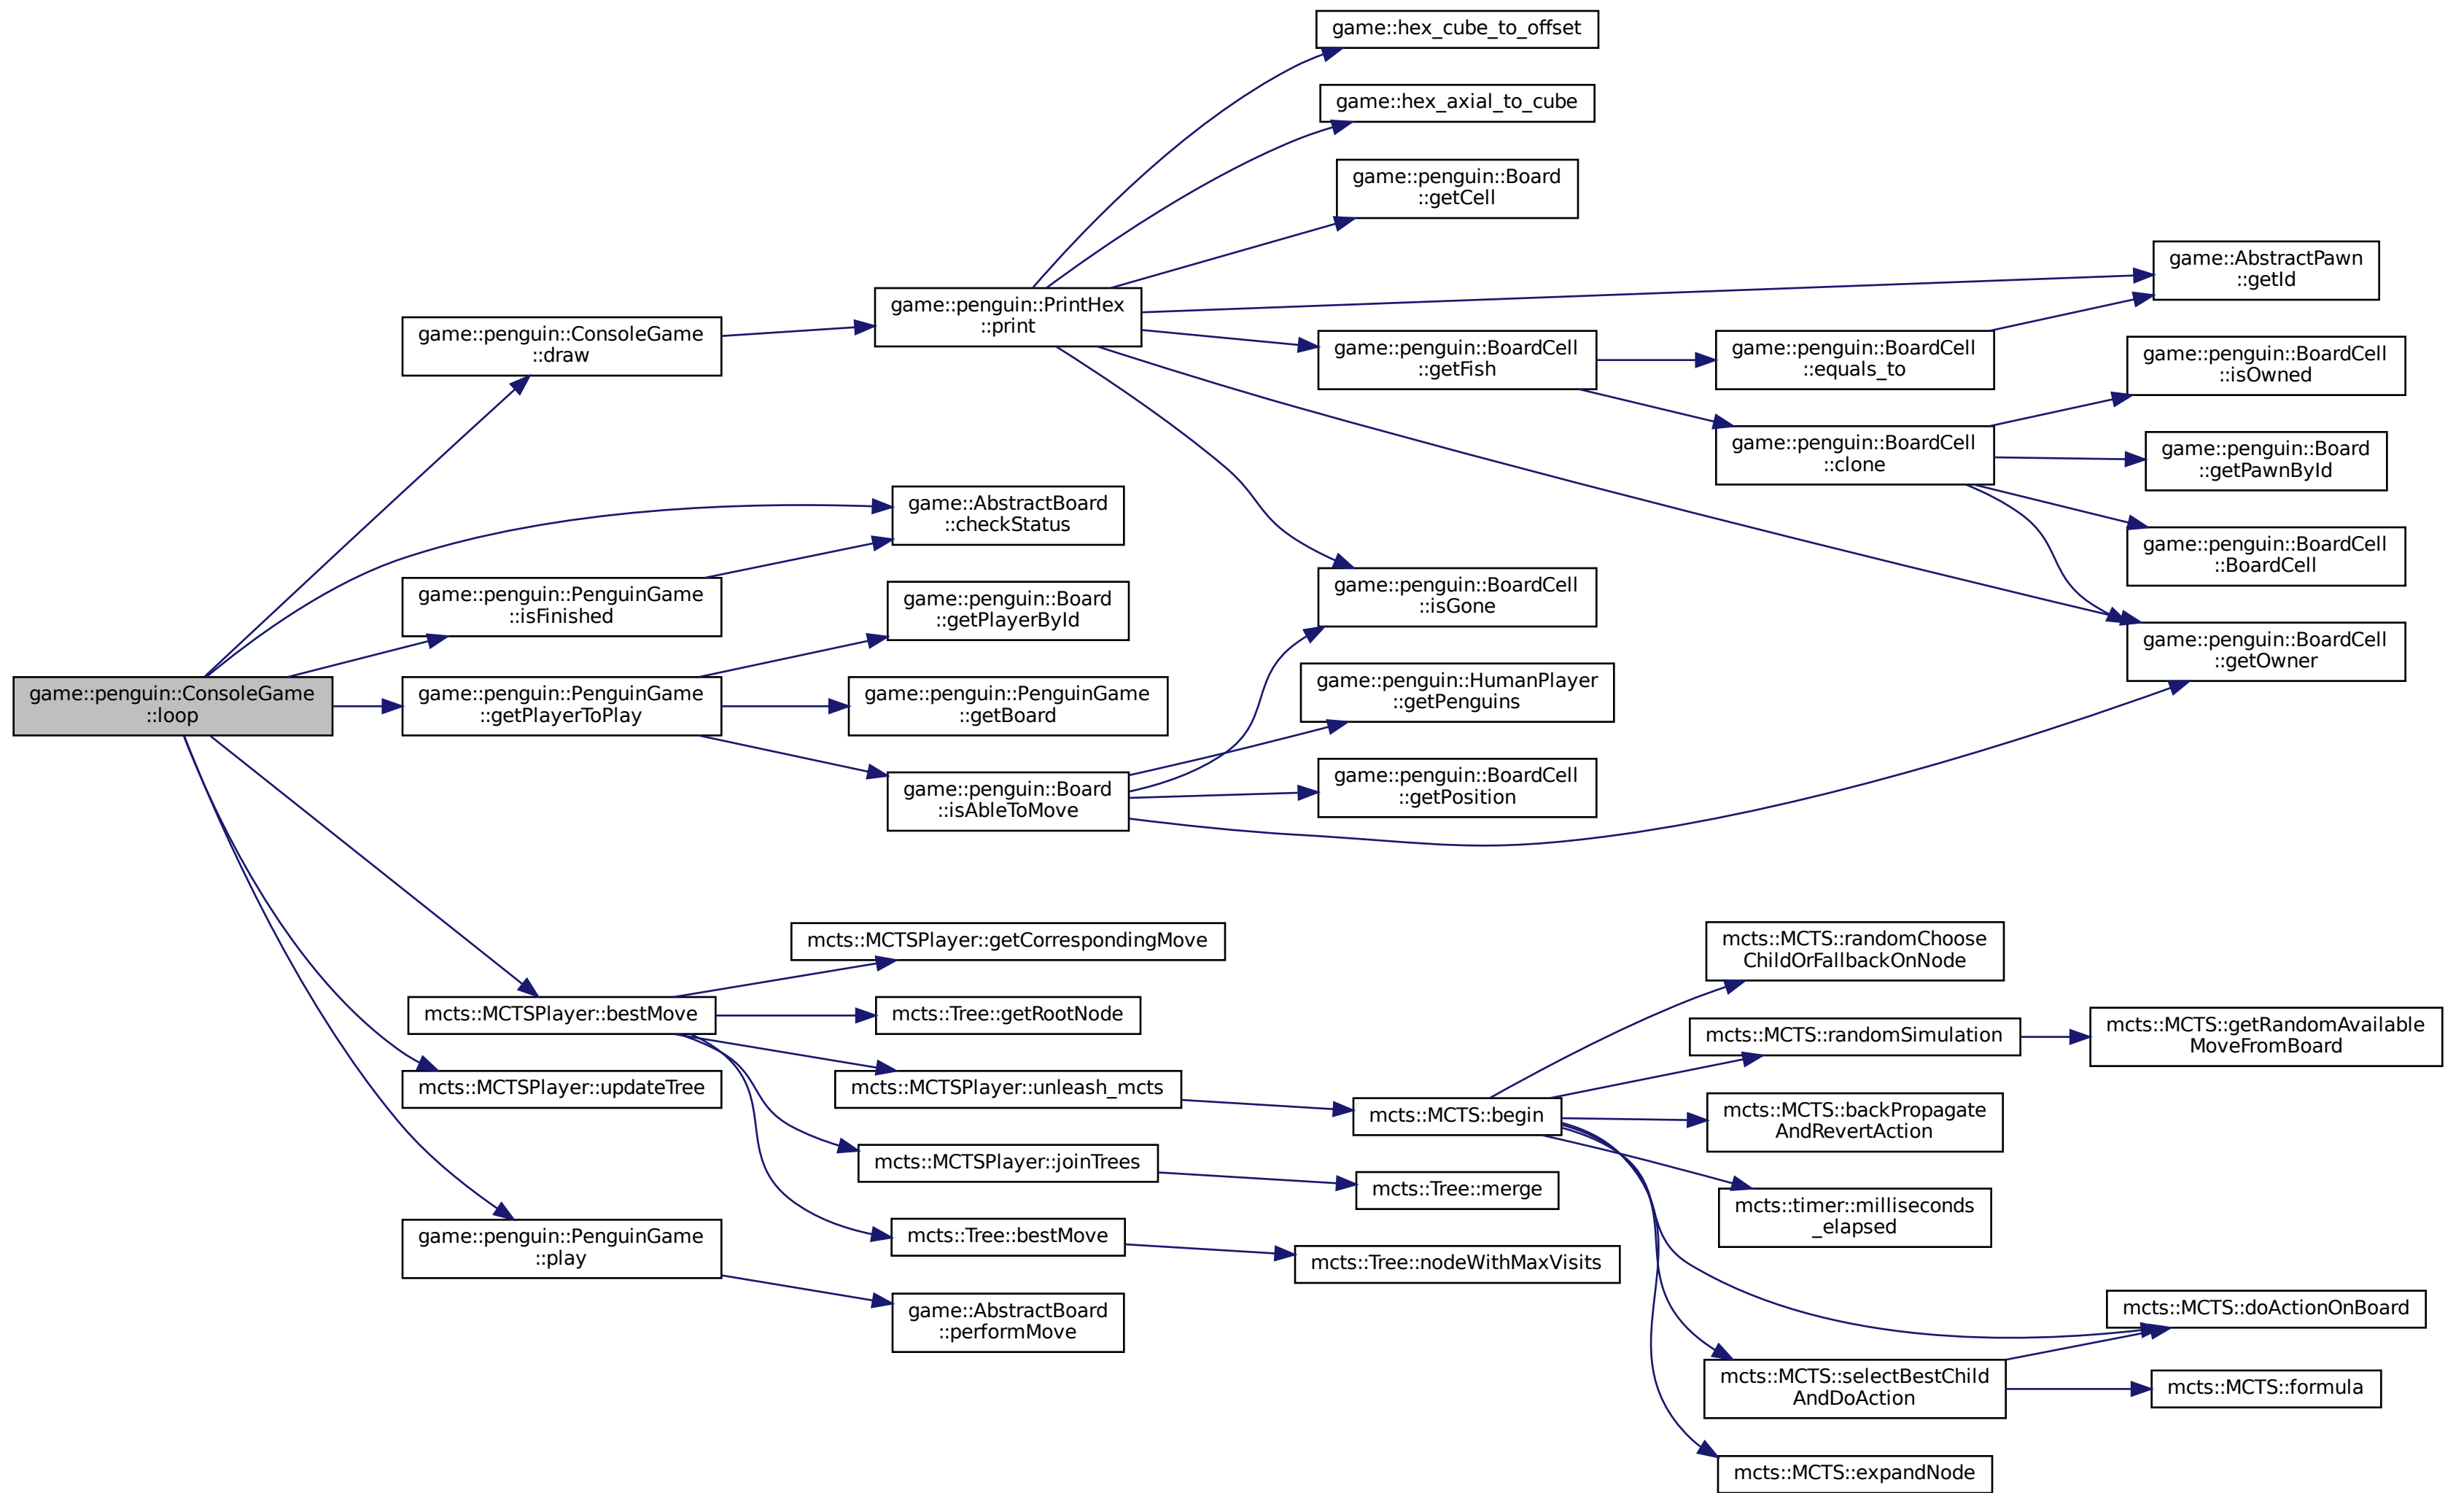 game::hex_cube_to_offset
game::hex_axial_to_cube
game::penguin::Board
::getCell
game::AbstractPawn
::getId
game::penguin::PrintHex
::print
game::penguin::ConsoleGame
::draw
game::penguin::BoardCell
::getFish
game::penguin::BoardCell
::equals_to
game::penguin::BoardCell
::isOwned
game::penguin::BoardCell
::clone
game::penguin::Board
::getPawnById
game::AbstractBoard
::checkStatus
game::penguin::BoardCell
::BoardCell
game::penguin::PenguinGame
::isFinished
game::penguin::Board
::getPlayerById
game::penguin::BoardCell
::isGone
game::penguin::BoardCell
::getOwner
game::penguin::ConsoleGame
::loop
game::penguin::PenguinGame
::getPlayerToPlay
game::penguin::PenguinGame
::getBoard
game::penguin::HumanPlayer
::getPenguins
game::penguin::Board
::isAbleToMove
game::penguin::BoardCell
::getPosition
mcts::MCTSPlayer::getCorrespondingMove
mcts::MCTS::randomChoose
ChildOrFallbackOnNode
mcts::MCTSPlayer::bestMove
mcts::Tree::getRootNode
mcts::MCTS::randomSimulation
mcts::MCTS::getRandomAvailable
MoveFromBoard
mcts::MCTSPlayer::updateTree
mcts::MCTSPlayer::unleash_mcts
mcts::MCTS::begin
mcts::MCTS::backPropagate
AndRevertAction
mcts::MCTSPlayer::joinTrees
mcts::Tree::merge
mcts::timer::milliseconds
_elapsed
game::penguin::PenguinGame
::play
mcts::Tree::bestMove
mcts::Tree::nodeWithMaxVisits
game::AbstractBoard
::performMove
mcts::MCTS::doActionOnBoard
mcts::MCTS::selectBestChild
AndDoAction
mcts::MCTS::formula
mcts::MCTS::expandNode